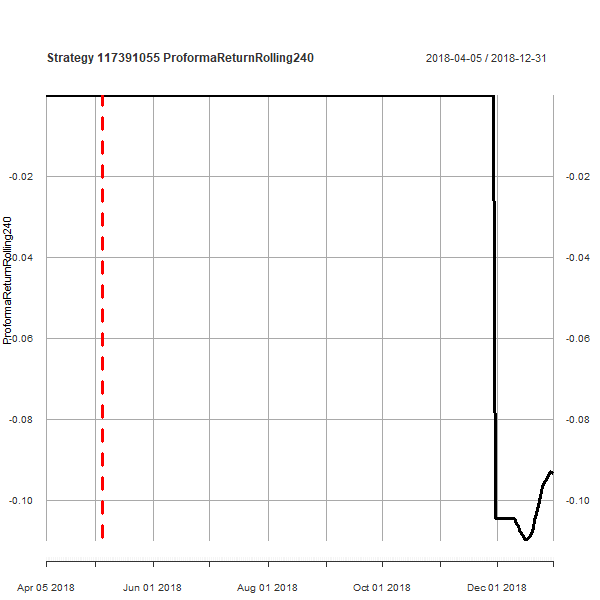 Strategy 117391055 ProformaReturnRolling240
2018-04-05 / 2018-12-31
-0.02
-0.02
-0.04
-0.04
-0.06
-0.06
-0.08
-0.08
-0.10
-0.10
ProformaReturnRolling240
Apr 05 2018
Jun 01 2018
Aug 01 2018
Oct 01 2018
Dec 01 2018